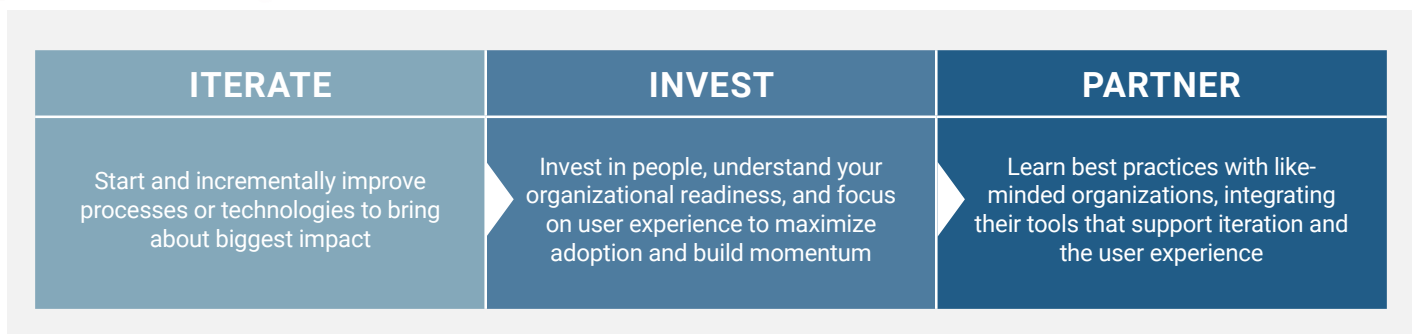 ITERATE
Start and incrementally improve
processes or technologies to bring
about biggest impact
INVEST
Invest in people, understand your
organizational readiness, and focus
on user experience to maximize
adoption and build momentum
PARTNER
Learn best practices with like-
minded organizations, integrating
their tools that support iteration and
the user experience